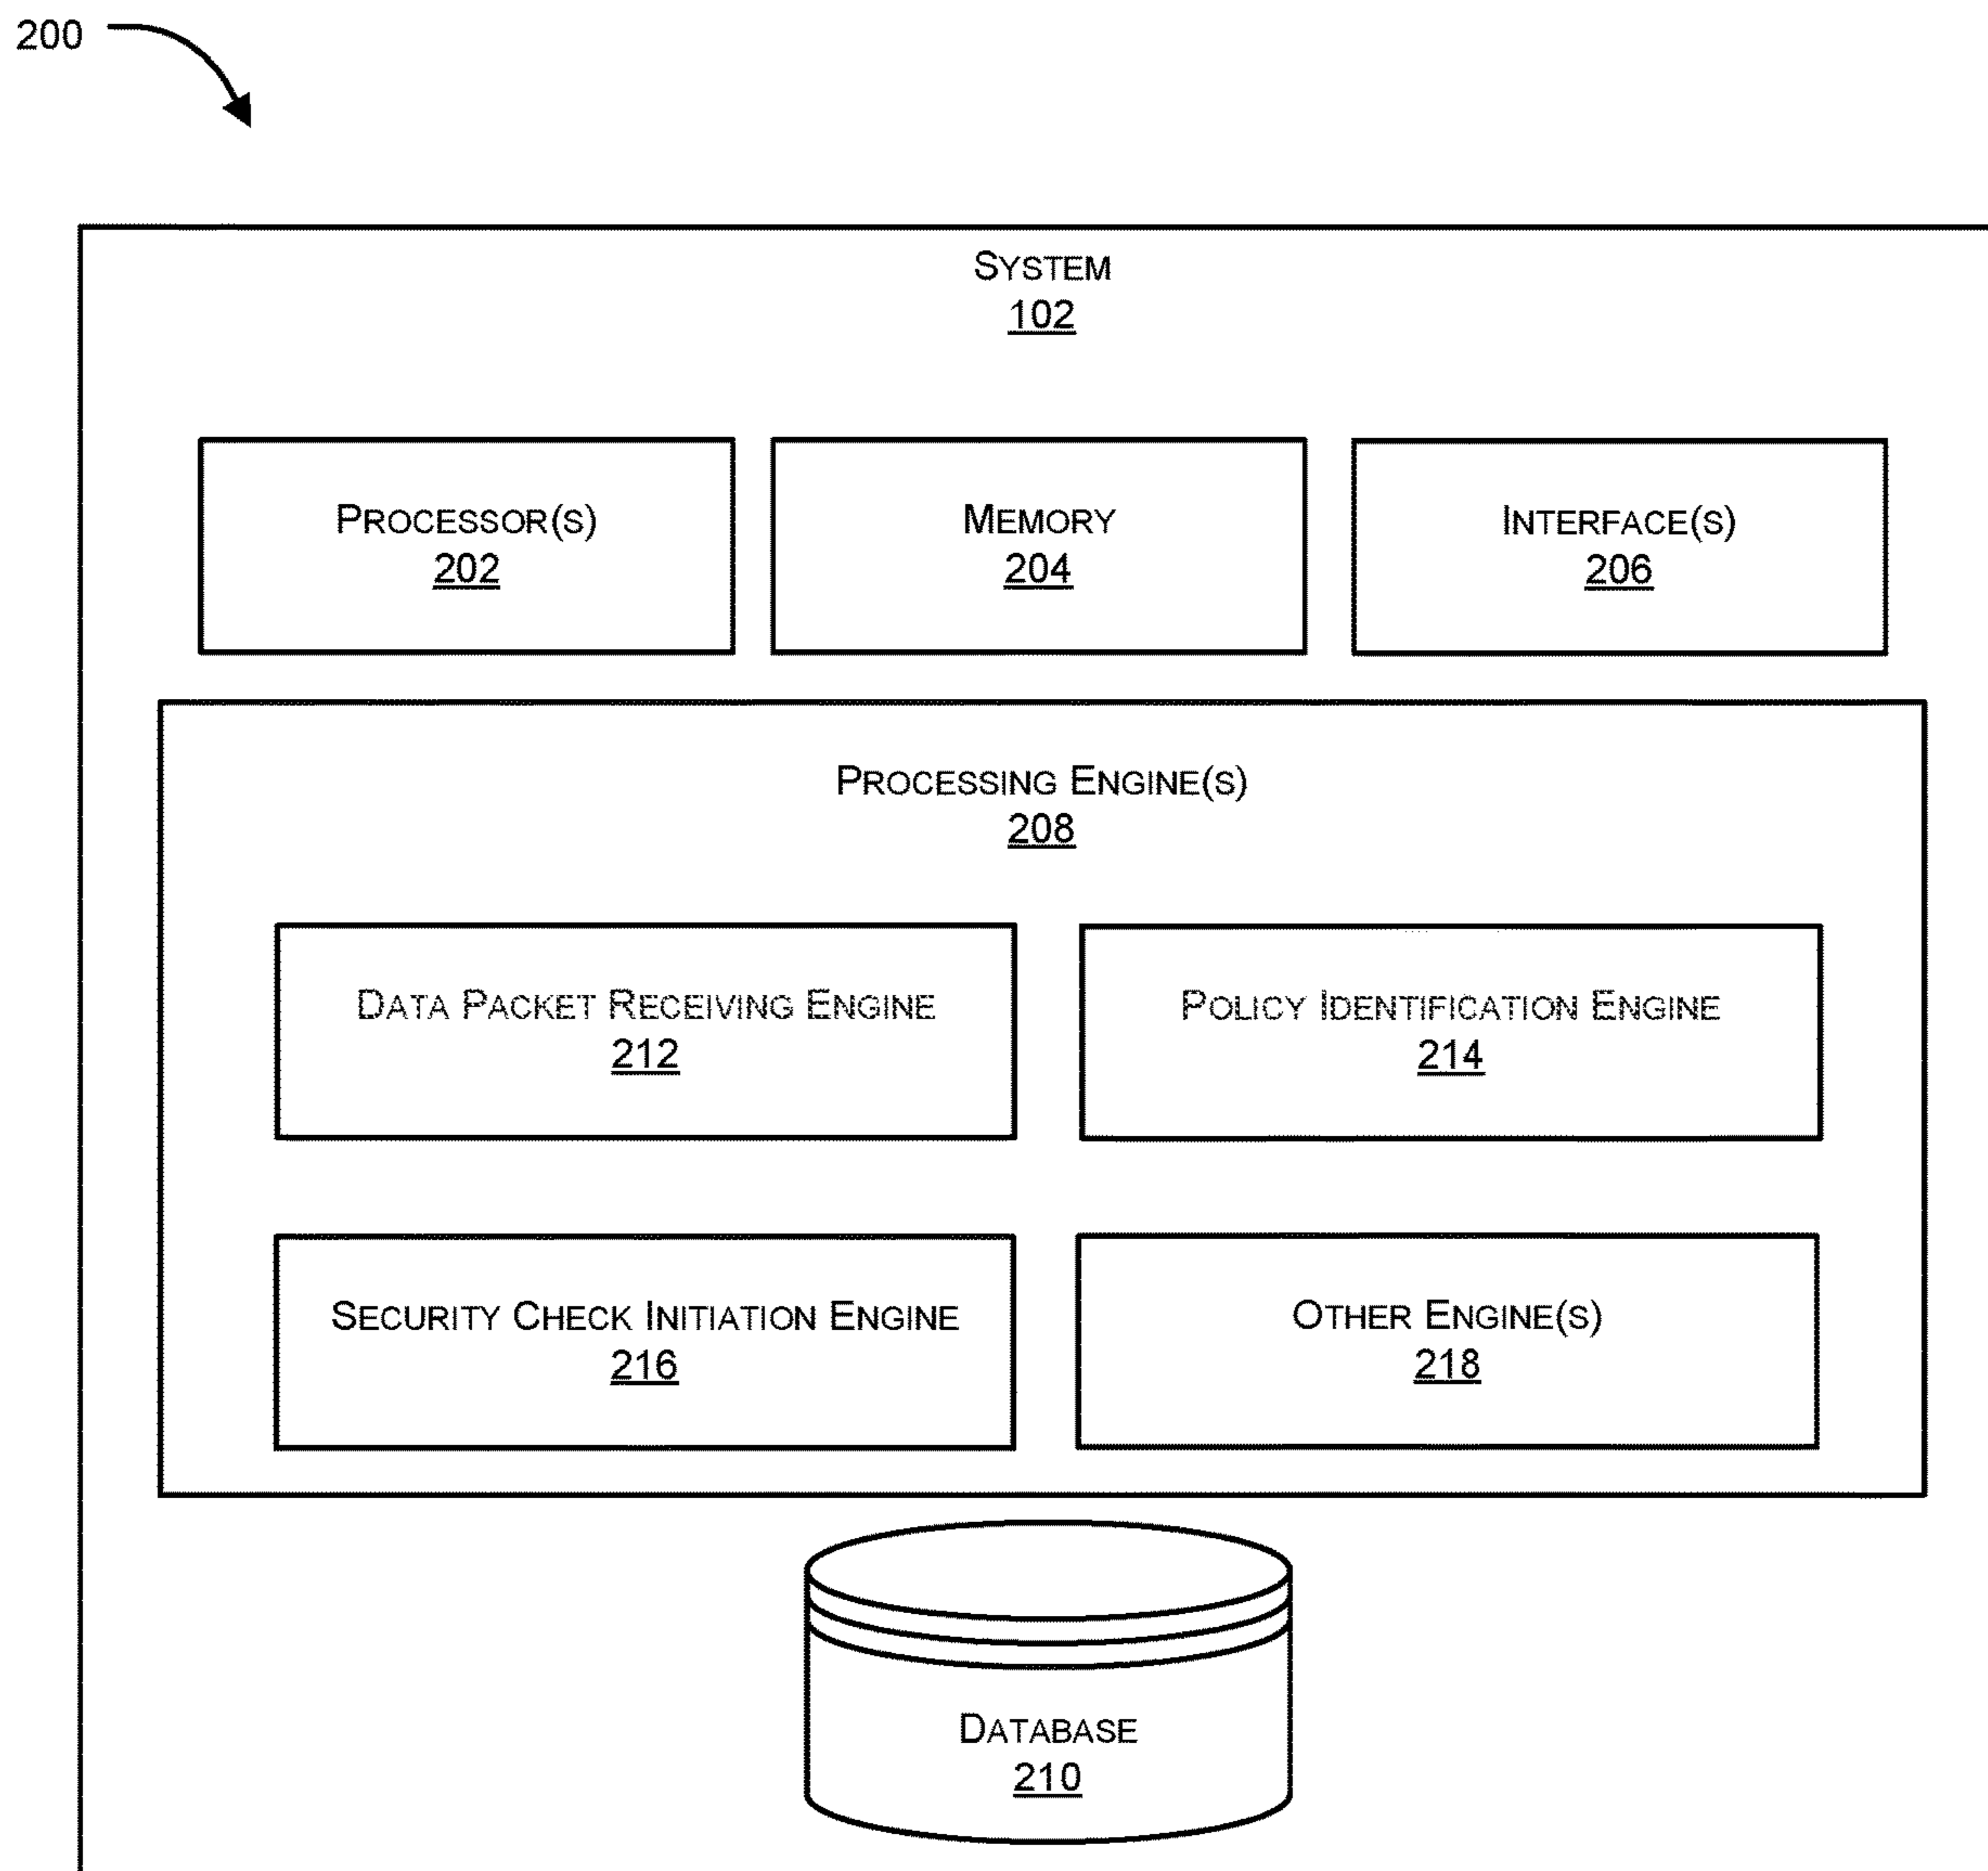 200
SYSTEM
102
PROCESSOR(S)
202
MEMORY
204
INTERFACE(S)
206
PROCESSING ENGINE(S)
208
DATA PACKET RECEIVING ENGINE
212
POLICY IDENTIFICATION ENGINE
214
SECURITY CHECK INITIATION ENGINE
216
OTHER ENGINE(S)
218
DATABASE
210